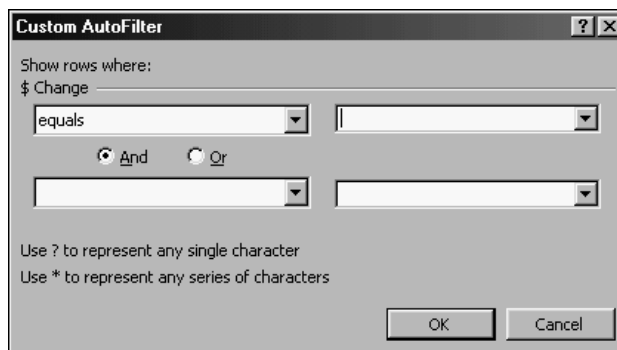 Custom AutoFilter
Show rows where:
$ Change
equals
And Or
Use ? to represent any single character
Use * to represent any series of characters
OK Cancel